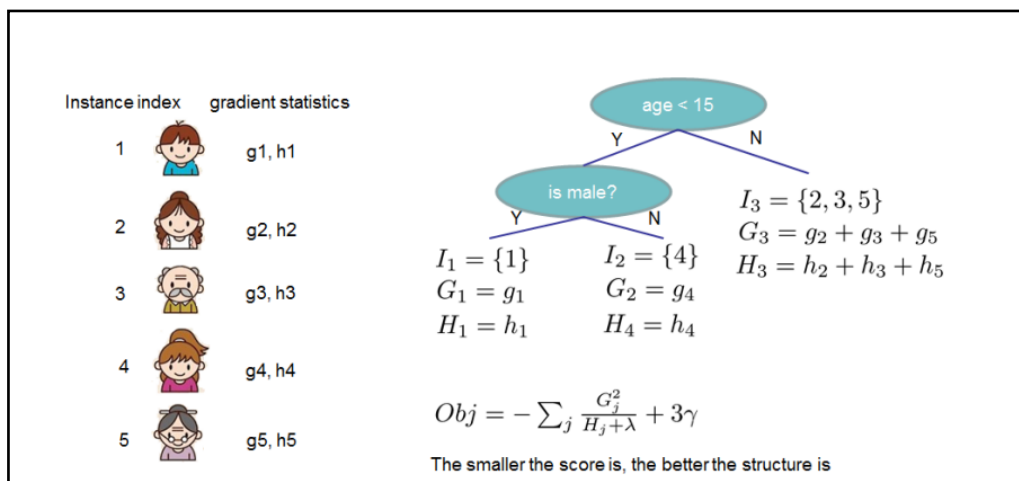 Instance index gradient statistics
1 g1, h1
2 g2, h2
3 g3, h3
4 g4, h4
5 g5, h5
age < 15
Y N
is male?
Y N
I₁ = {1}
G₁ = g₁
H₁ = h₁
I₂ = {4}
G₂ = g₄
H₄ = h₄
I₃ = {2, 3, 5}
G₃ = g₂ + g₃ + g₅
H₃ = h₂ + h₃ + h₅
Obj = −∑ⱼ Gⱼ²/(Hⱼ+λ) + 3γ
The smaller the score is, the better the structure is